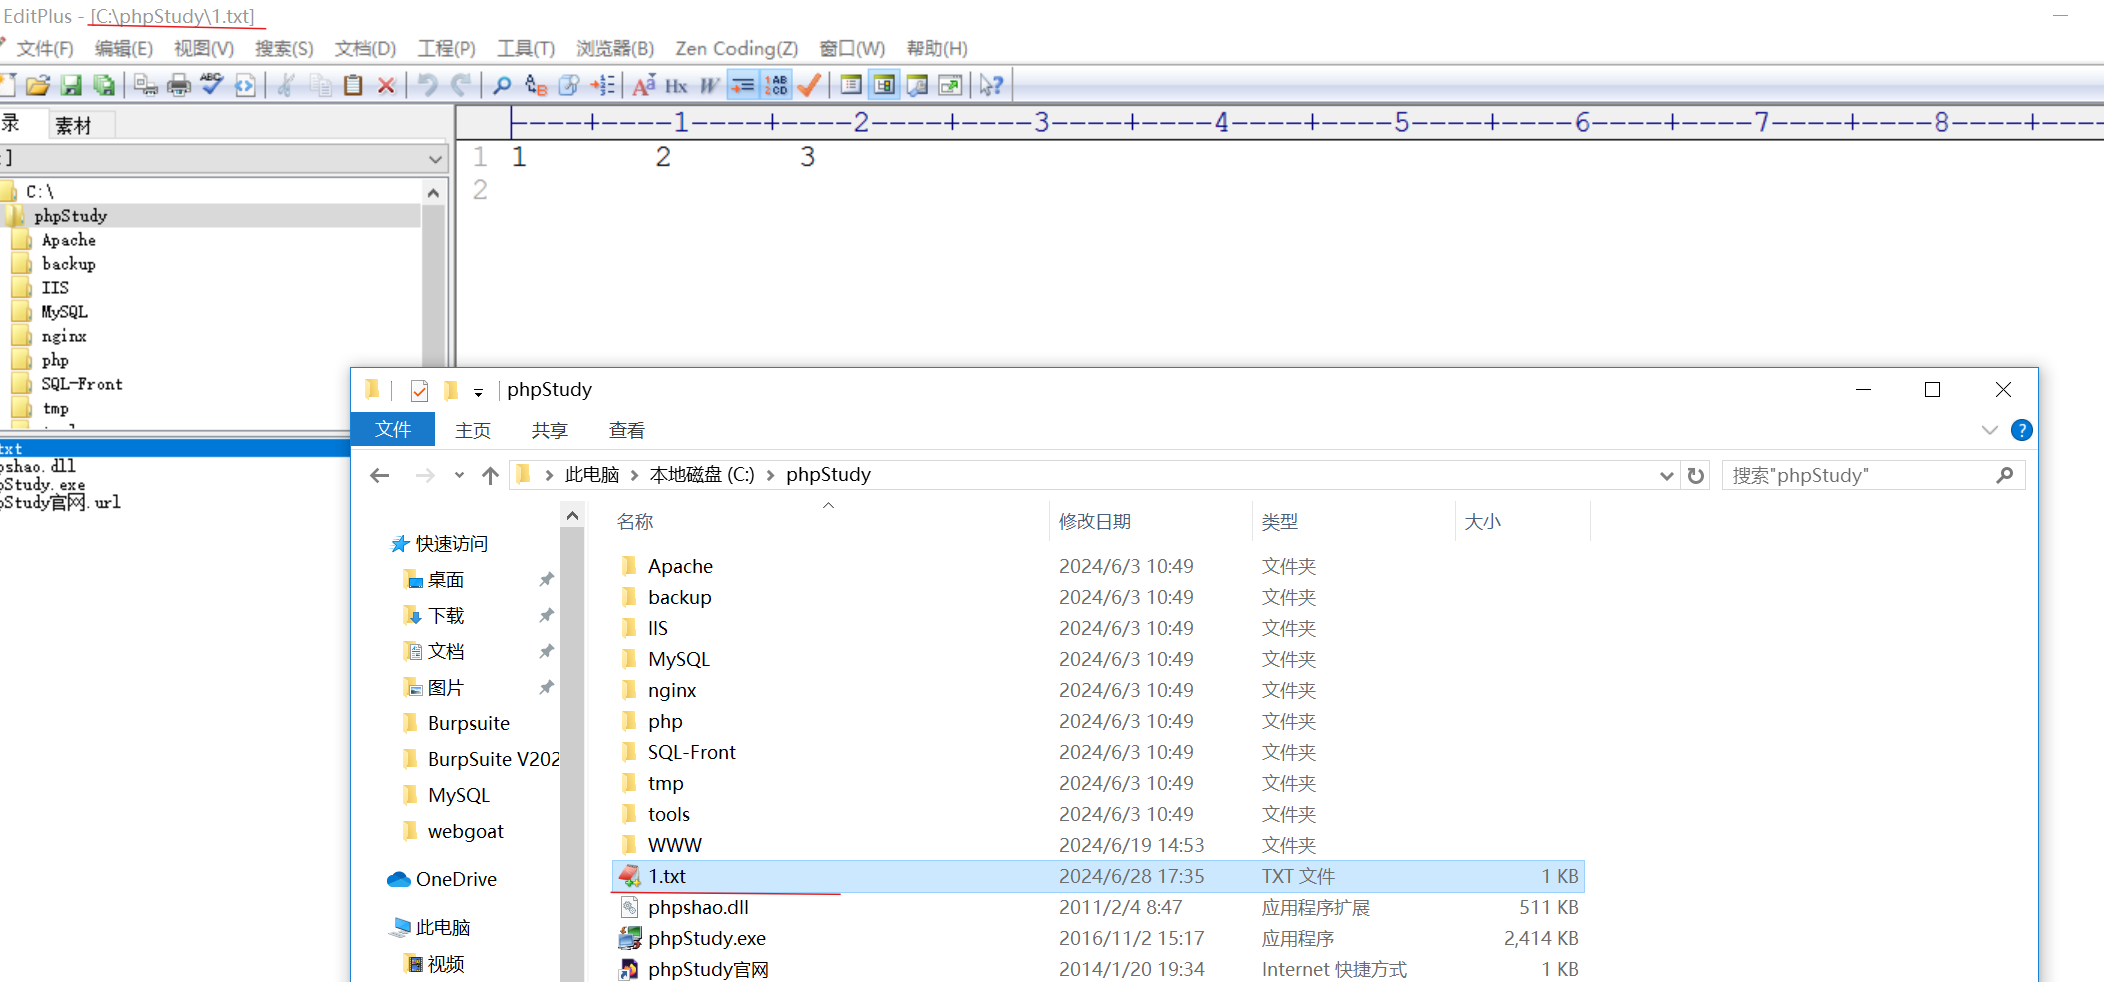 EditPlus - [C:\phpStudy\1.txt]
文件(F) 编辑(E) 视图(V) 搜索(S) 文档(D) 工程(P) 工具(T) 浏览器(B) Zen Coding(Z) 窗口(W) 帮助(H)
录 素材
:]
C:\
phpStudy
Apache
backup
IIS
MySQL
nginx
php
SQL-Front
tmp
txt
pshao.dll
pStudy.exe
pStudy官网.url
----+----1----+----2----+----3----+----4----+----5----+----6----+----7----+----8----+----
1 1 2 3
2
phpStudy
文件 主页 共享 查看
此电脑 本地磁盘 (C:) phpStudy
搜索"phpStudy"
快速访问
桌面
下载
文档
图片
Burpsuite
BurpSuite V202
MySQL
webgoat
OneDrive
此电脑
视频
名称 修改日期 类型 大小
Apache 2024/6/3 10:49 文件夹
backup 2024/6/3 10:49 文件夹
IIS 2024/6/3 10:49 文件夹
MySQL 2024/6/3 10:49 文件夹
nginx 2024/6/3 10:49 文件夹
php 2024/6/3 10:49 文件夹
SQL-Front 2024/6/3 10:49 文件夹
tmp 2024/6/3 10:49 文件夹
tools 2024/6/3 10:49 文件夹
WWW 2024/6/19 14:53 文件夹
1.txt 2024/6/28 17:35 TXT 文件 1 KB
phpshao.dll 2011/2/4 8:47 应用程序扩展 511 KB
phpStudy.exe 2016/11/2 15:17 应用程序 2,414 KB
phpStudy官网 2014/1/20 19:34 Internet 快捷方式 1 KB